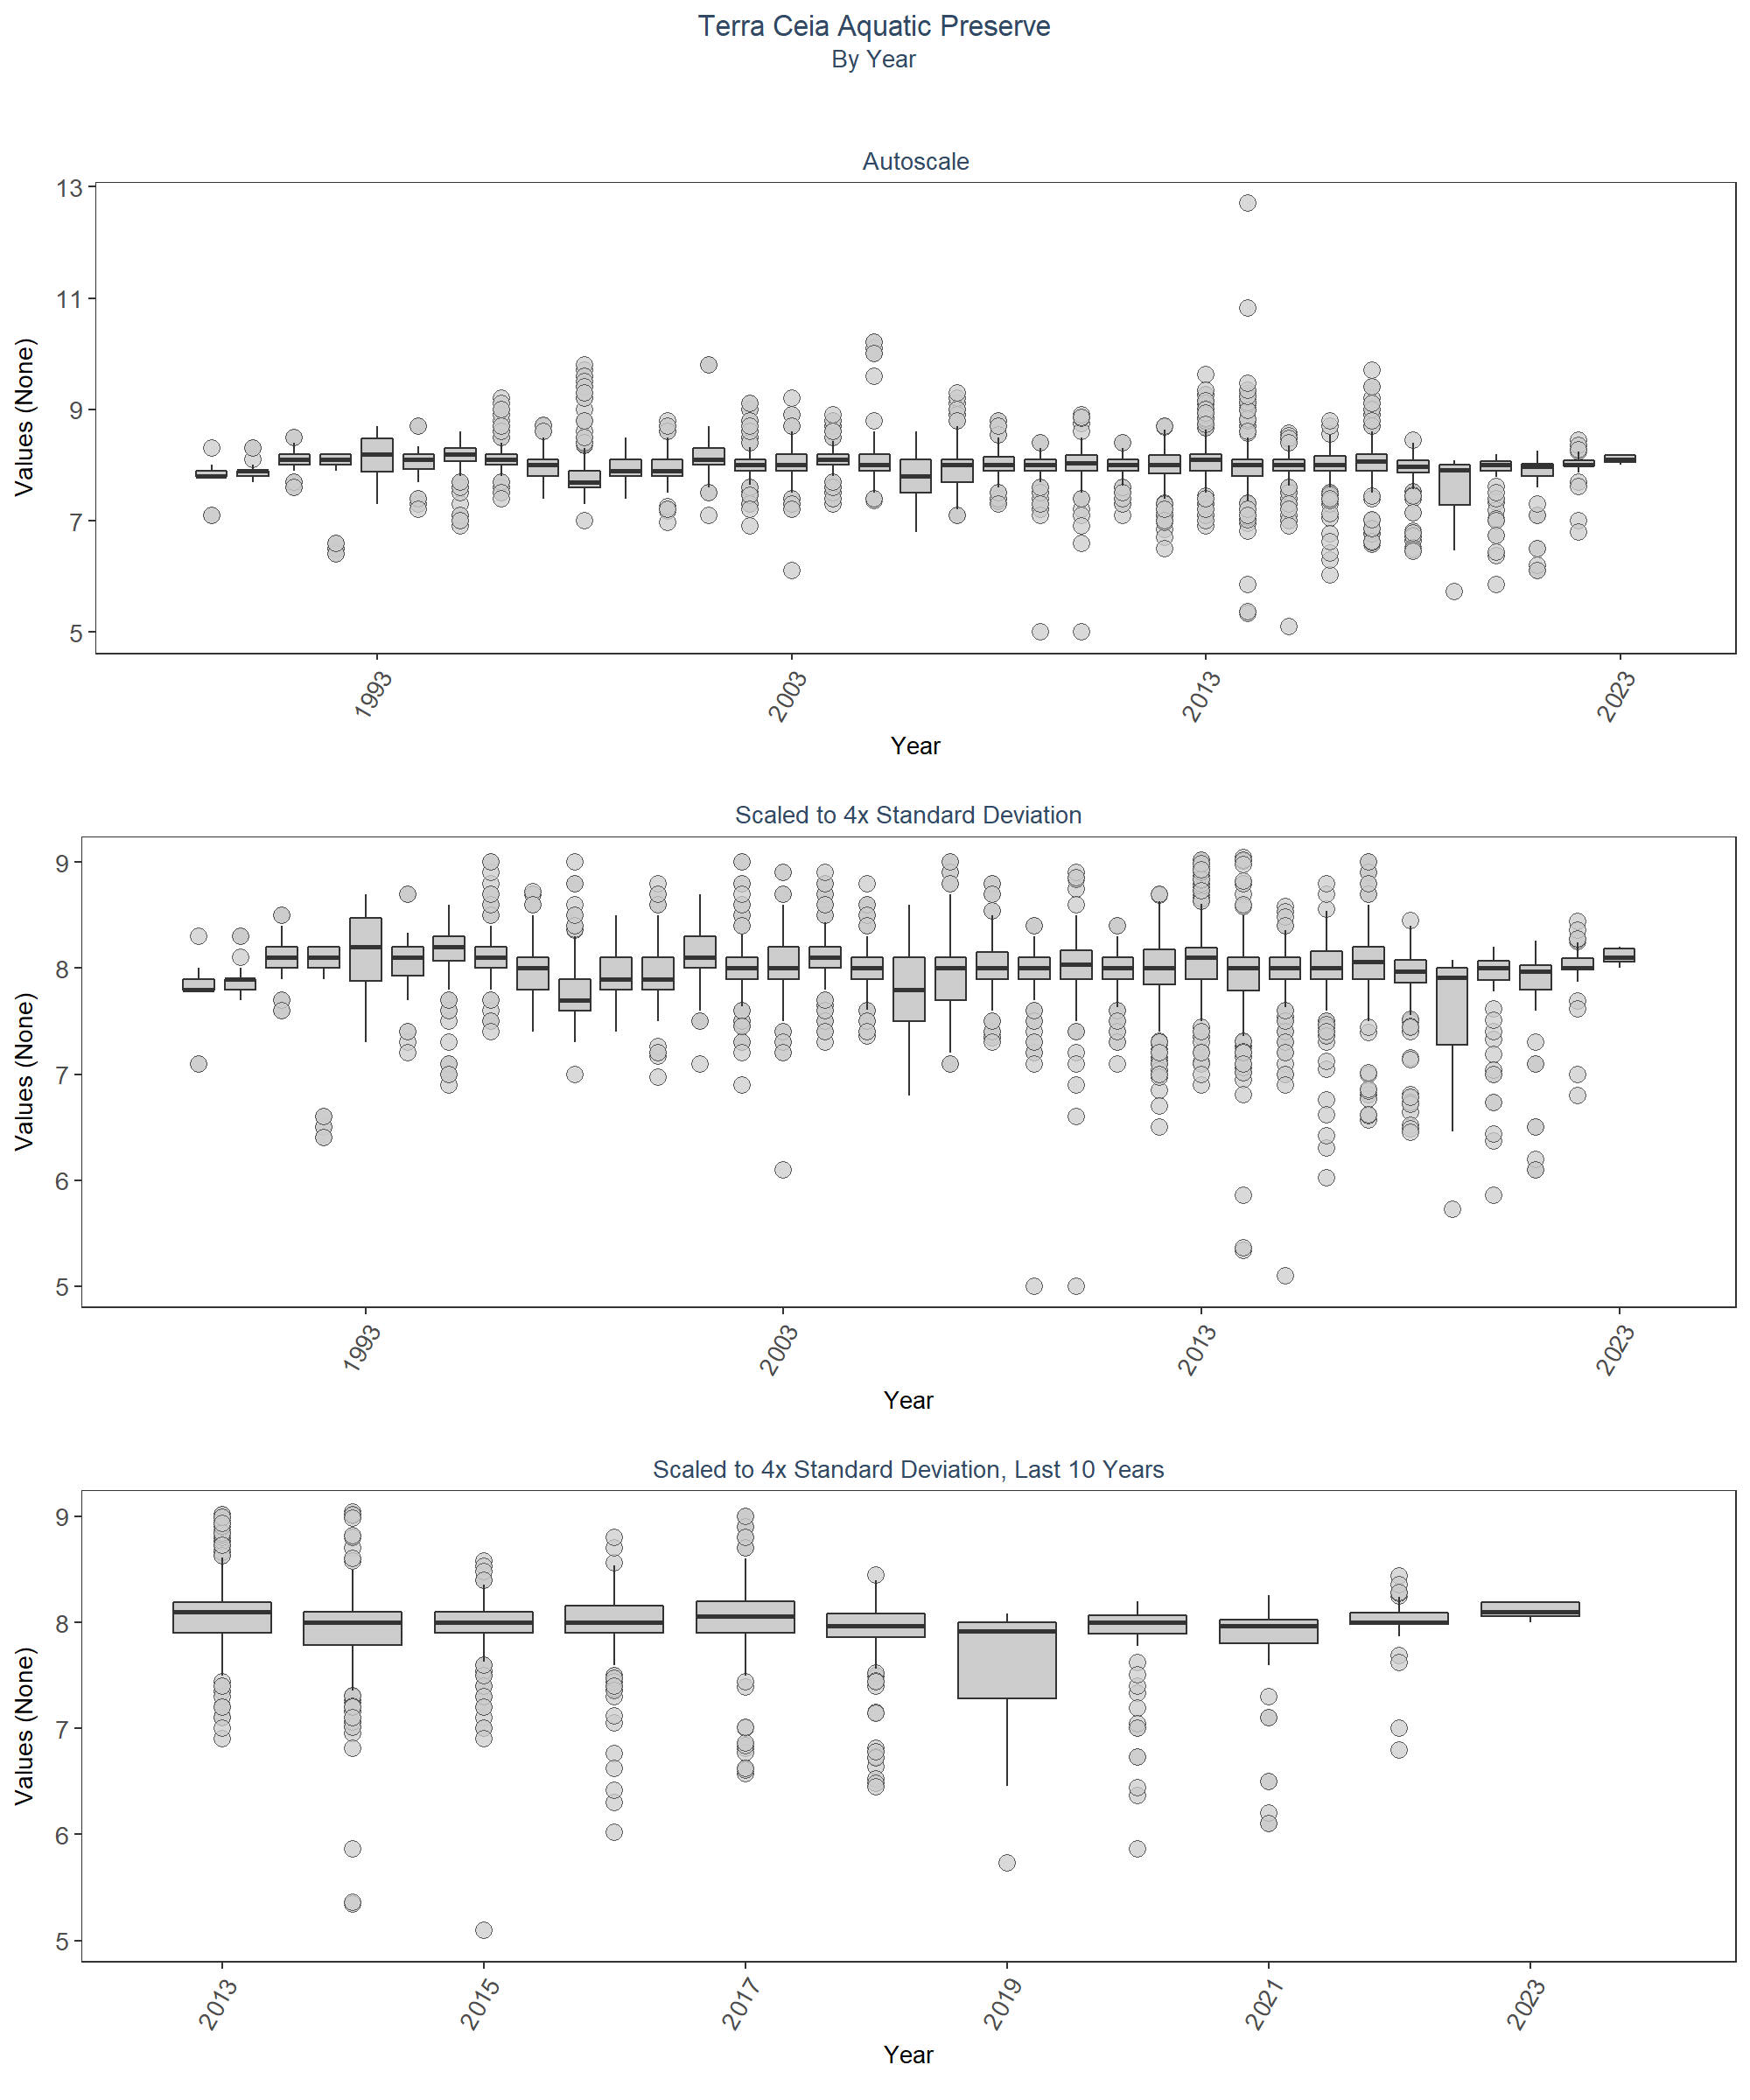 Terra Ceia Aquatic Preserve
By Year
Autoscale
13
11
9
7
5
Values (None)
1993
2003
2013
2023
Year
Scaled to 4x Standard Deviation
9
8
7
6
5
Values (None)
1993
2003
2013
2023
Year
Scaled to 4x Standard Deviation, Last 10 Years
9
8
7
6
5
Values (None)
2013
2015
2017
2019
2021
2023
Year